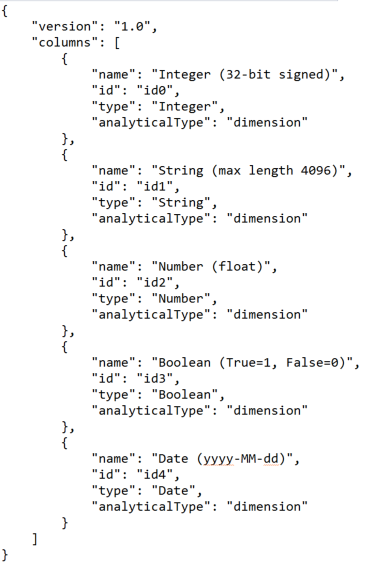 {
    "version": "1.0",
    "columns": [
        {
            "name": "Integer (32-bit signed)",
            "id": "id0",
            "type": "Integer",
            "analyticalType": "dimension"
        },
        {
            "name": "String (max length 4096)",
            "id": "id1",
            "type": "String",
            "analyticalType": "dimension"
        },
        {
            "name": "Number (float)",
            "id": "id2",
            "type": "Number",
            "analyticalType": "dimension"
        },
        {
            "name": "Boolean (True=1, False=0)",
            "id": "id3",
            "type": "Boolean",
            "analyticalType": "dimension"
        },
        {
            "name": "Date (yyyy-MM-dd)",
            "id": "id4",
            "type": "Date",
            "analyticalType": "dimension"
        }
    ]
}